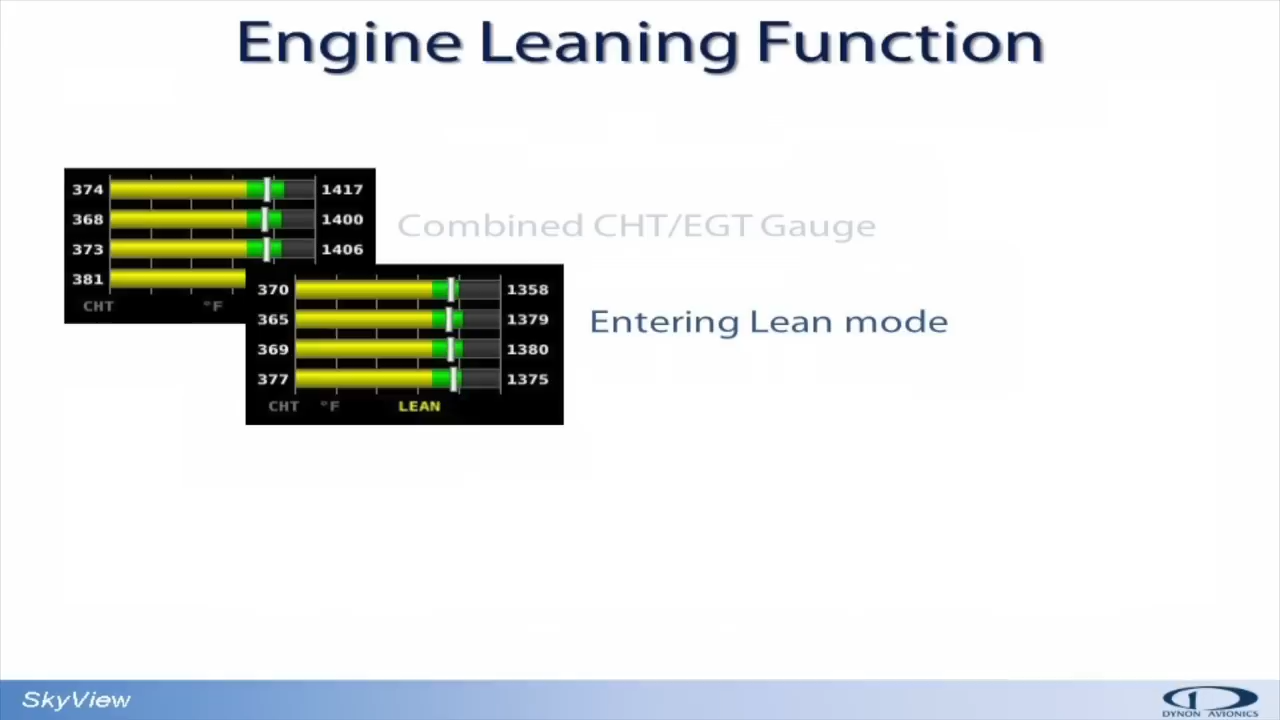 Engine Leaning Function
374 1417
368 1400
373 1406
381
CHT °F
Combined CHT/EGT Gauge
370 1358
365 1379
369 1380
377 1375
CHT °F LEAN
Entering Lean mode
SkyView
DYNON AVIONICS